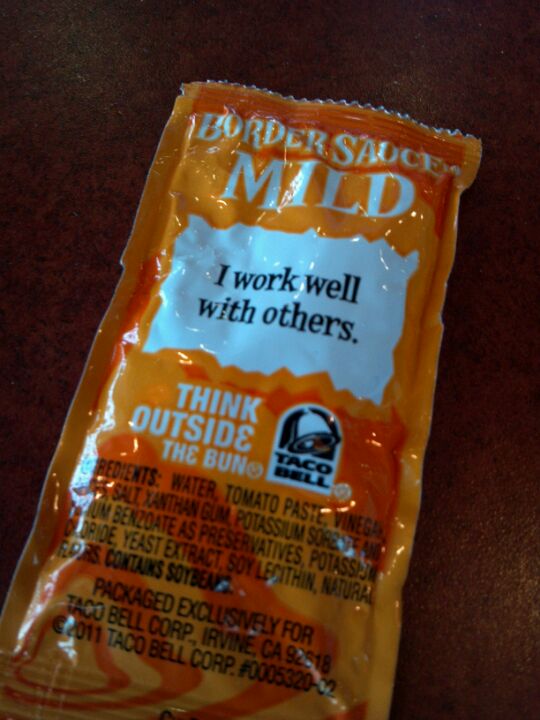 BORDER SAUCE
MILD
I work well
with others.
THINK
OUTSIDE
THE BUN®
TACO
BELL®
REDIENTS: WATER, TOMATO PASTE, VINEGAR
SALT, XANTHAN GUM, POTASSIUM SORBATE AND
BENZOATE AS PRESERVATIVES, POTASSIUM
YEAST EXTRACT, SOY LECITHIN, NATURAL
CONTAINS SOYBEANS.
PACKAGED EXCLUSIVELY FOR
TACO BELL CORP., IRVINE, CA 92618
©2011 TACO BELL CORP. #0005320-02